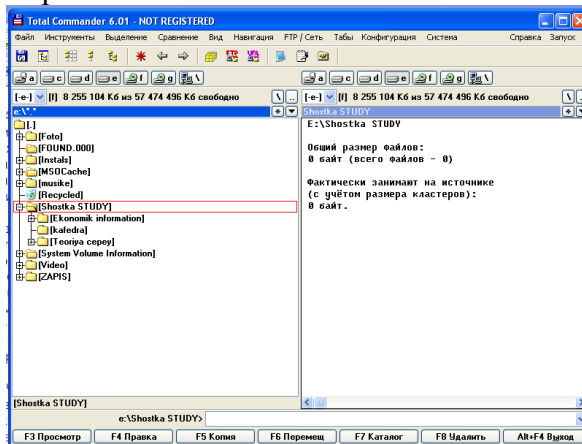 Total Commander 6.01 - NOT REGISTERED
Файл Инструменты Выделение Сравнение Вид Навигация FTP / Сеть Табы Конфигурация Система Справка Запуск
a c d e f g \ a c d e f g \
[-e-] [f] 8 255 104 Кб из 57 474 496 Кб свободно \ .. [-e-] [f] 8 255 104 Кб из 57 474 496 Кб свободно \ ..
e:\*.* * Shostka STUDY *
[.]
[Foto]
[FOUND.000]
[Instals]
[MSOCache]
[musike]
[Recycled]
[Shostka STUDY]
[Ekonomik information]
[kafedra]
[Teoriya cepey]
[System Volume Information]
[Video]
[ZAPIS]
E:\Shostka STUDY
Общий размер файлов:
0 байт (всего файлов - 0)
Фактически занимают на источнике
(с учётом размера кластеров):
0 байт.
[Shostka STUDY]
e:\Shostka STUDY>
F3 Просмотр F4 Правка F5 Копия F6 Перемещ F7 Каталог F8 Удалить Alt+F4 Выход